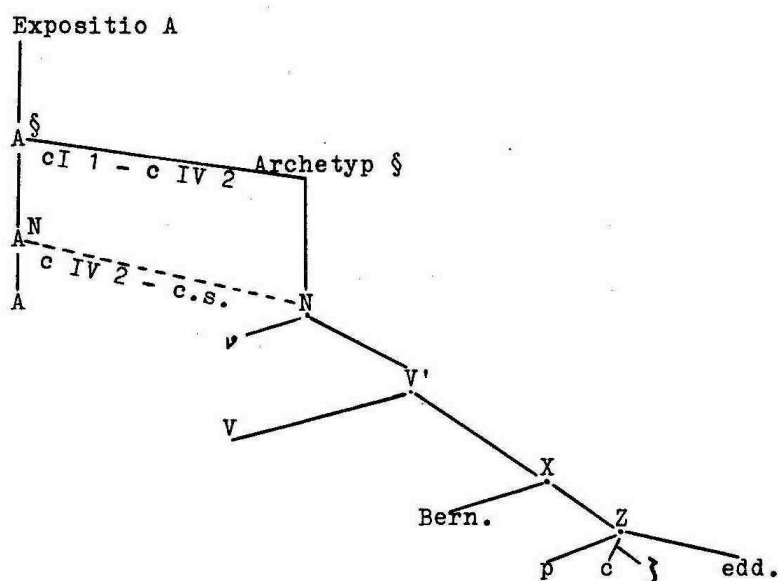 Expositio A
A§
cI 1 - c IV 2
Archetyp §
AN
c IV 2 - c.s.
A
N
ν
V'
V
X
Bern.
Z
p
c
ζ
edd.